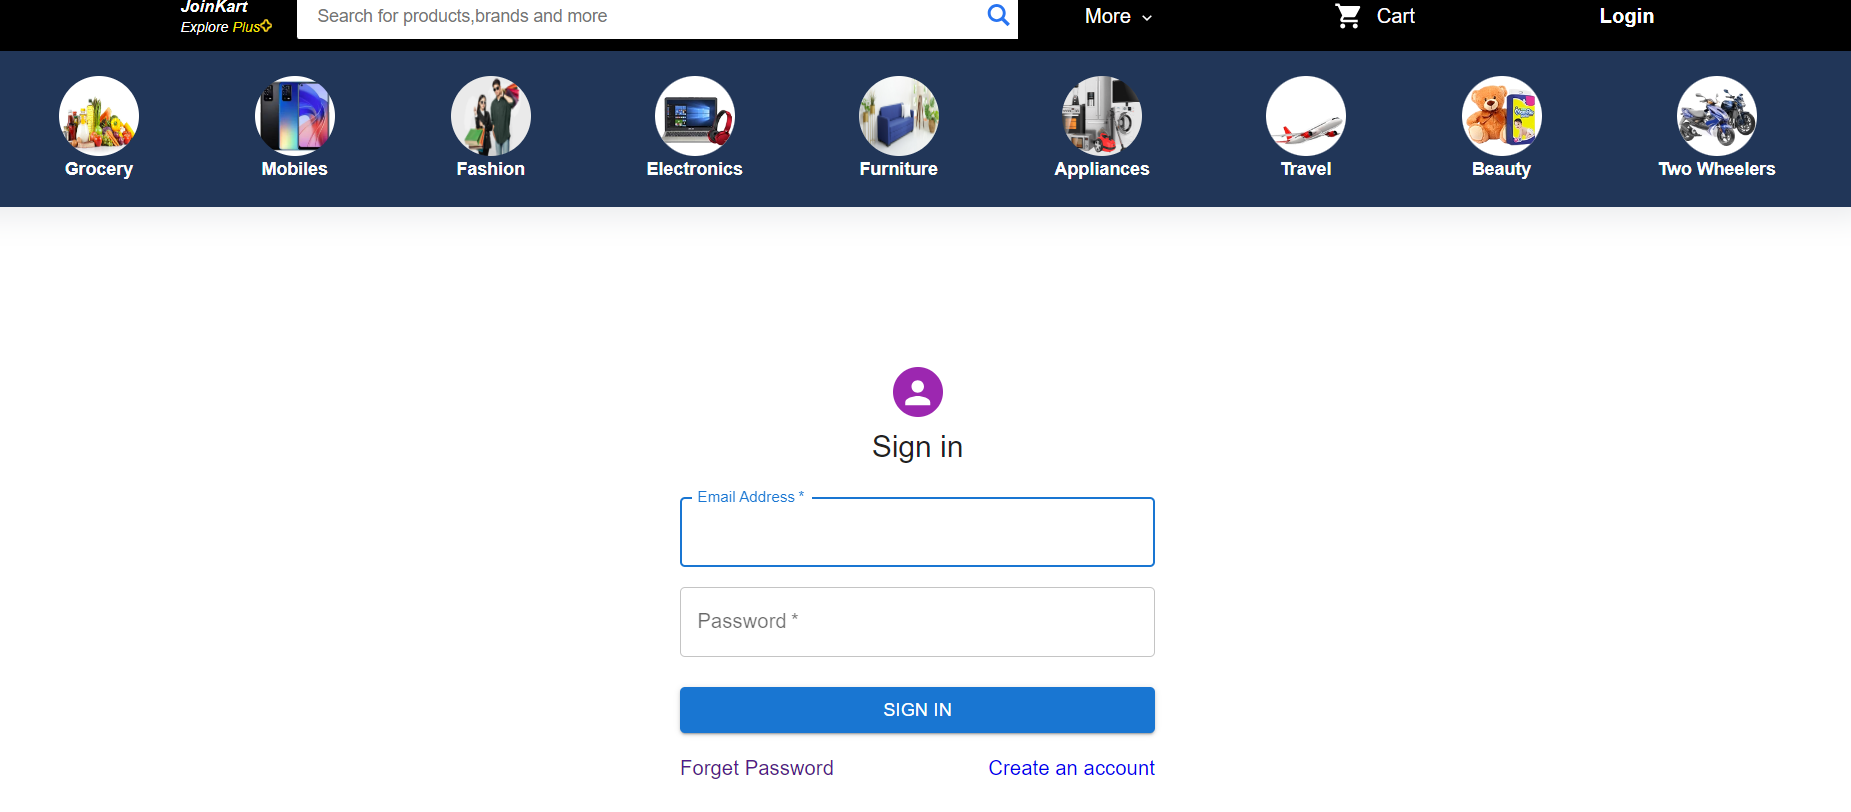 JoinKart
Explore Plus
Search for products,brands and more
More
Cart
Login
Grocery
Mobiles
Fashion
Electronics
Furniture
Appliances
Travel
Beauty
Two Wheelers
Sign in
Email Address *
Password *
SIGN IN
Forget Password
Create an account